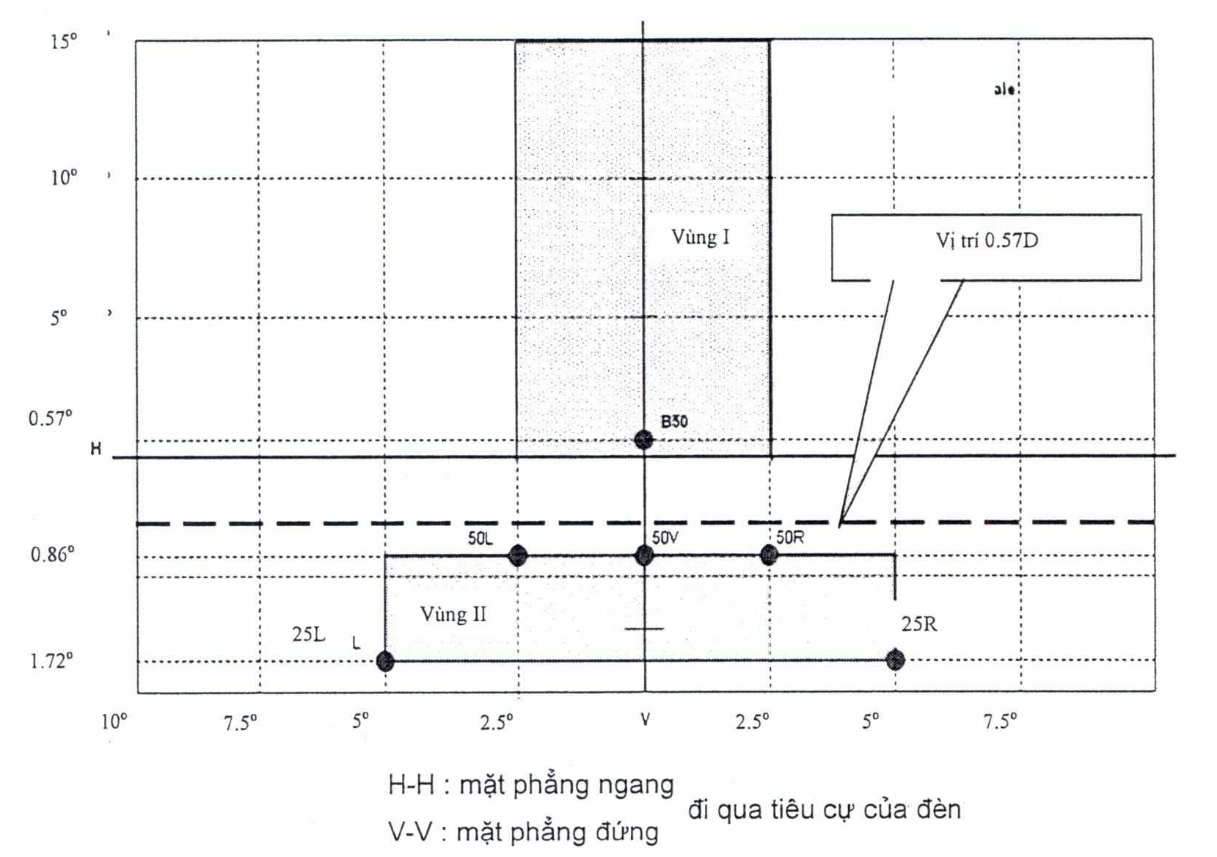 15°
ale
10°
Vùng I
Vị trí 0.57D
5°
0.57°
B50
H
50L 50V 50R
0.86°
Vùng II
25L L 25R
1.72°
10° 7.5° 5° 2.5° V 2.5° 5° 7.5°
H-H : mặt phẳng ngang
đi qua tiêu cự của đèn
V-V : mặt phẳng đứng